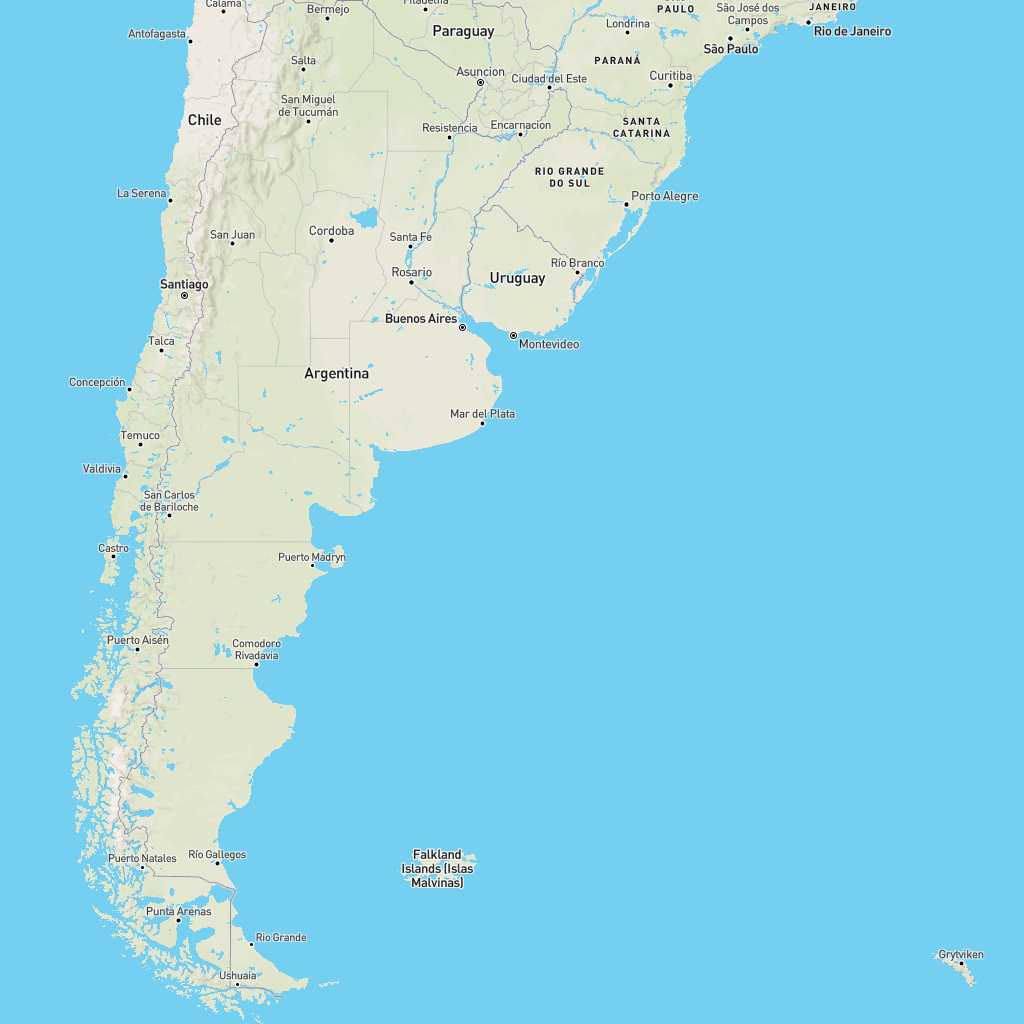 Calama
Bermejo
Filadelfia
PAULO
São José dos
Campos
JANEIRO
Antofagasta
Paraguay
Londrina
Rio de Janeiro
São Paulo
Salta
PARANÁ
Asuncion
Ciudad del Este
Curitiba
San Miguel
de Tucumán
Chile
Resistencia
Encarnacion
SANTA
CATARINA
RIO GRANDE
DO SUL
La Serena
Porto Alegre
San Juan
Cordoba
Santa Fe
Río Branco
Rosario
Uruguay
Santiago
Buenos Aires
Montevideo
Talca
Argentina
Concepción
Mar del Plata
Temuco
Valdivia
San Carlos
de Bariloche
Castro
Puerto Madryn
Puerto Aisén
Comodoro
Rivadavia
Puerto Natales
Río Gallegos
Falkland
Islands (Islas
Malvinas)
Punta Arenas
Rio Grande
Grytviken
Ushuaia